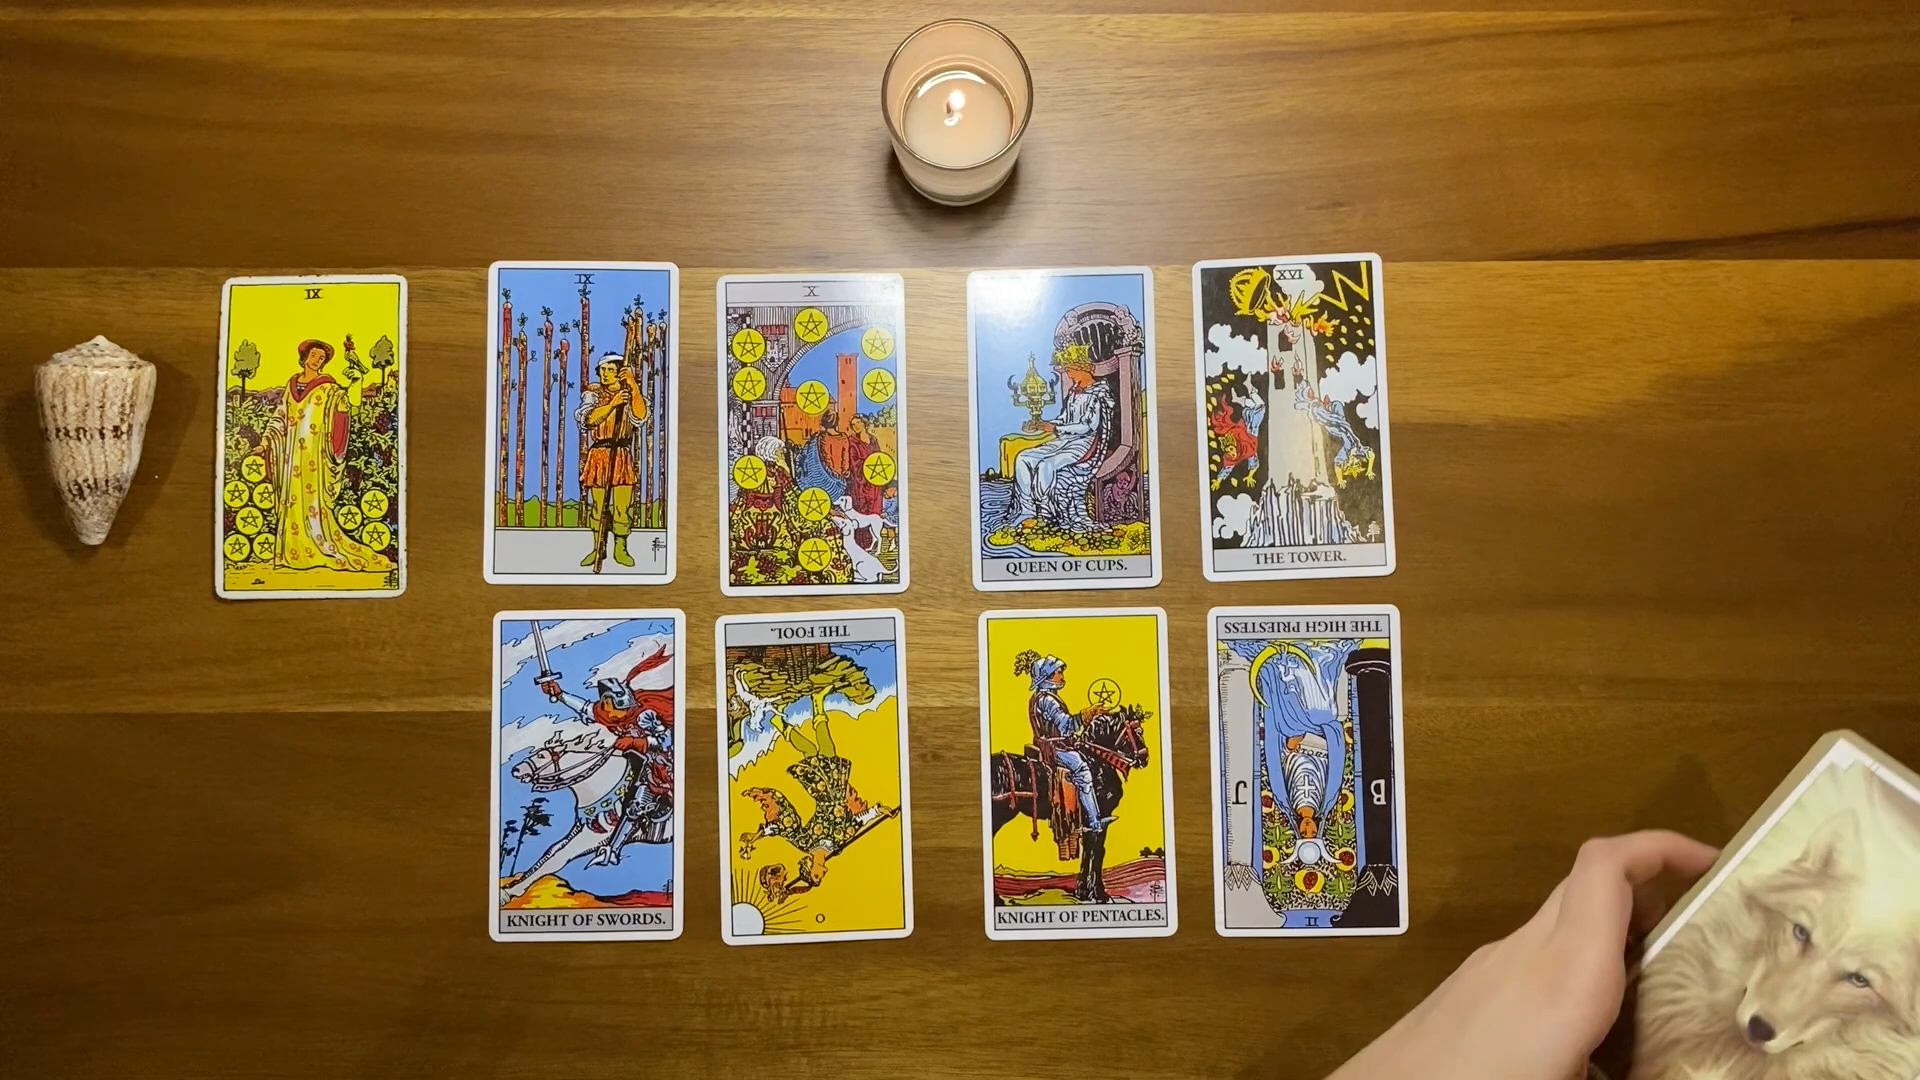 IX
IX
X
QUEEN OF CUPS.
XVI
THE TOWER.
KNIGHT OF SWORDS.
THE FOOL.
0
KNIGHT OF PENTACLES.
THE HIGH PRIESTESS
TORA
J
B
II